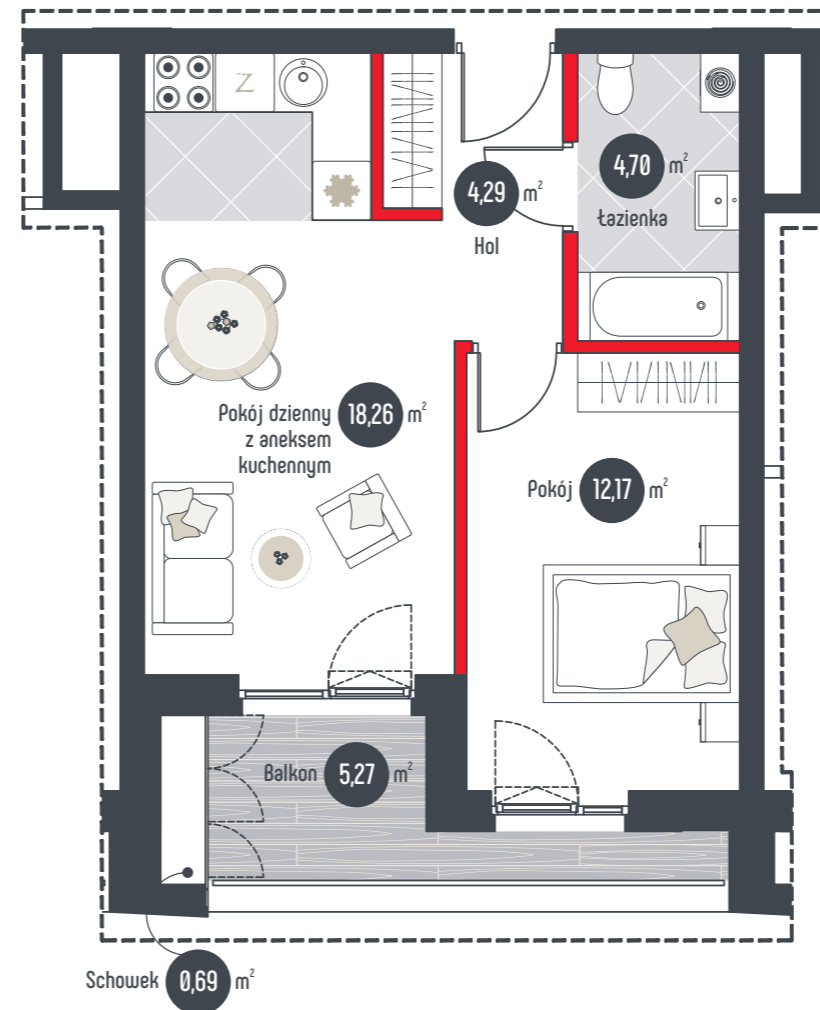 Z
4,70 m²
Łazienka
4,29 m²
Hol
Pokój dzienny 18,26 m²
z aneksem
kuchennym
Pokój 12,17 m²
Balkon 5,27 m²
Schowek 0,69 m²